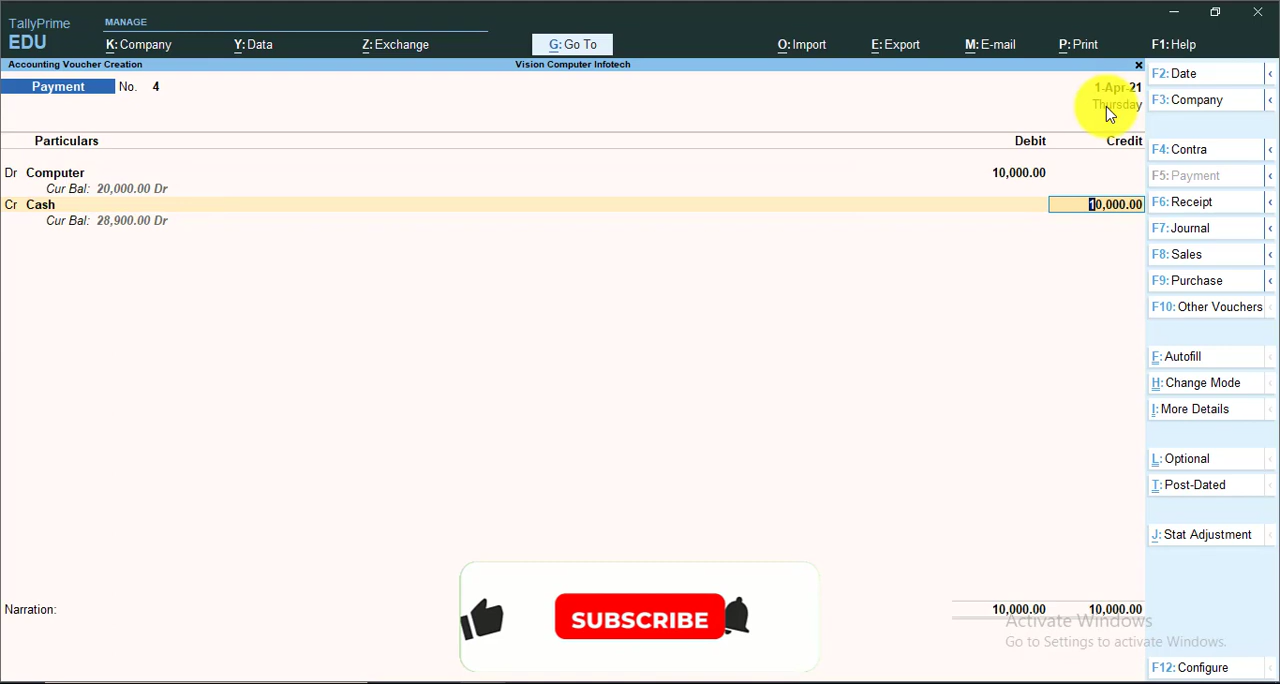 TallyPrime
EDU
MANAGE
K: Company
Y: Data
Z: Exchange
G: Go To
O: Import
E: Export
M: E-mail
P: Print
F1: Help
Accounting Voucher Creation
Vision Computer Infotech
Payment No. 4
1-Apr-21
Thursday
Particulars Debit Credit
Dr Computer 10,000.00
Cur Bal: 20,000.00 Dr
Cr Cash 10,000.00
Cur Bal: 28,900.00 Dr
Narration: 10,000.00 10,000.00
F2: Date
F3: Company
F4: Contra
F5: Payment
F6: Receipt
F7: Journal
F8: Sales
F9: Purchase
F10: Other Vouchers
F: Autofill
H: Change Mode
I: More Details
L: Optional
T: Post-Dated
J: Stat Adjustment
F12: Configure
SUBSCRIBE
Activate Windows
Go to Settings to activate Windows.